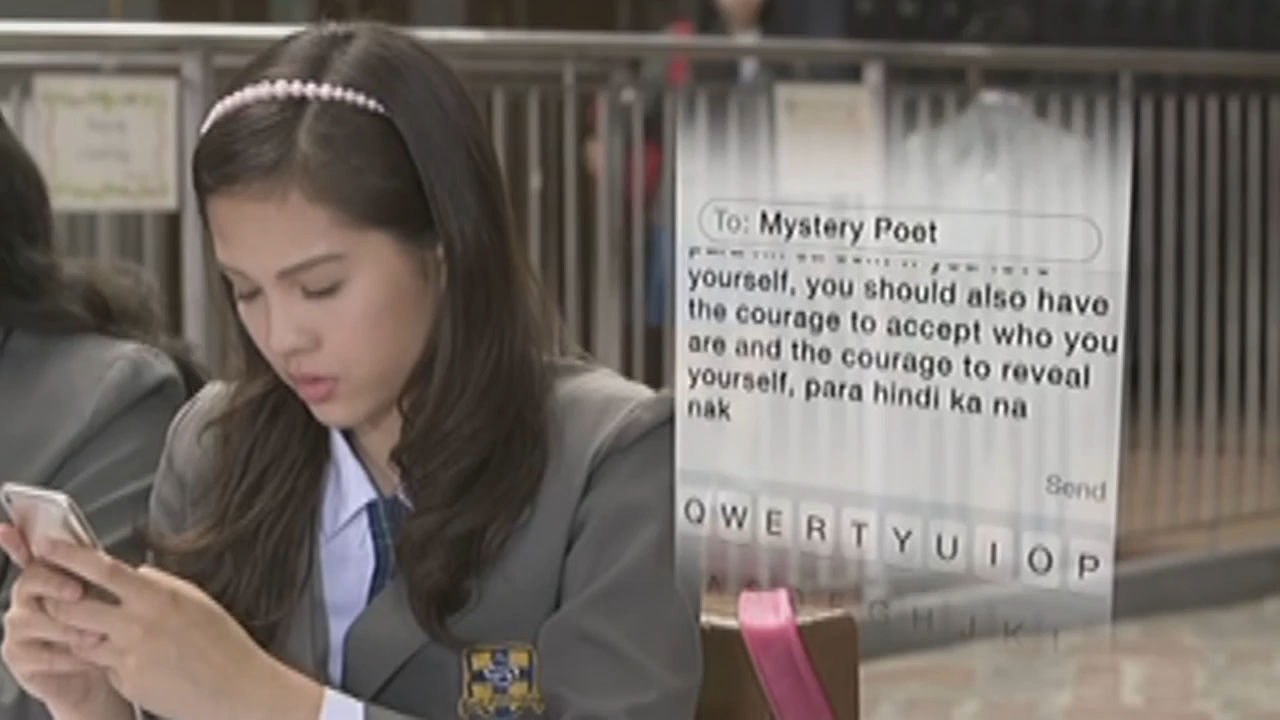 To: Mystery Poet
yourself, you should also have
the courage to accept who you
are and the courage to reveal
yourself, para hindi ka na
nak
Send
Q W E R T Y U I O P
G H J K L